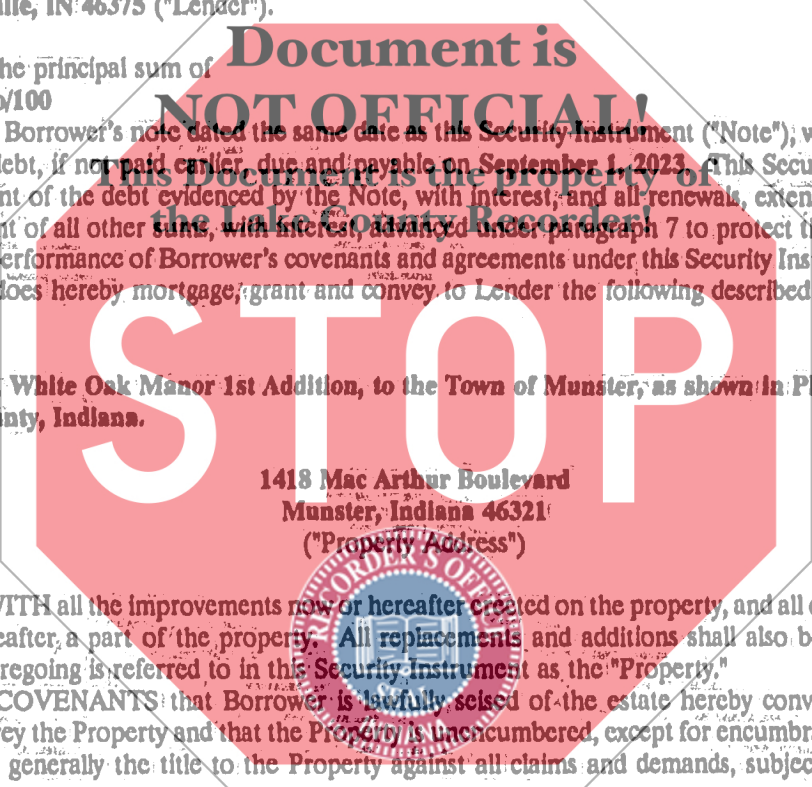 ille, IN 46375 ("Lender").
Document is
he principal sum of
o/100
NOT OFFICIAL!
Borrower's note dated the same date as this Security Instrument ("Note"), w
ebt, if not paid earlier, due and payable on September 1, 2023. This Secu
This Document is the property of
nt of the debt evidenced by the Note, with interest, and all renewals, exten
the Lake County Recorder!
nt of all other sums, with interest, advanced under paragraph 7 to protect t
erformance of Borrower's covenants and agreements under this Security Ins
does hereby mortgage, grant and convey to Lender the following described
STOP
White Oak Manor 1st Addition, to the Town of Munster, as shown in P
nty, Indiana.
1418 Mac Arthur Boulevard
Munster, Indiana 46321
("Property Address")
RECORDER'S OFFICE
VITH all the improvements now or hereafter erected on the property, and all
eafter a part of the property. All replacements and additions shall also b
regoing is referred to in this Security Instrument as the "Property."
SEAL
COVENANTS that Borrower is lawfully seised of the estate hereby conv
INDIANA
ey the Property and that the Property is unencumbered, except for encumbr
generally the title to the Property against all claims and demands, subjec